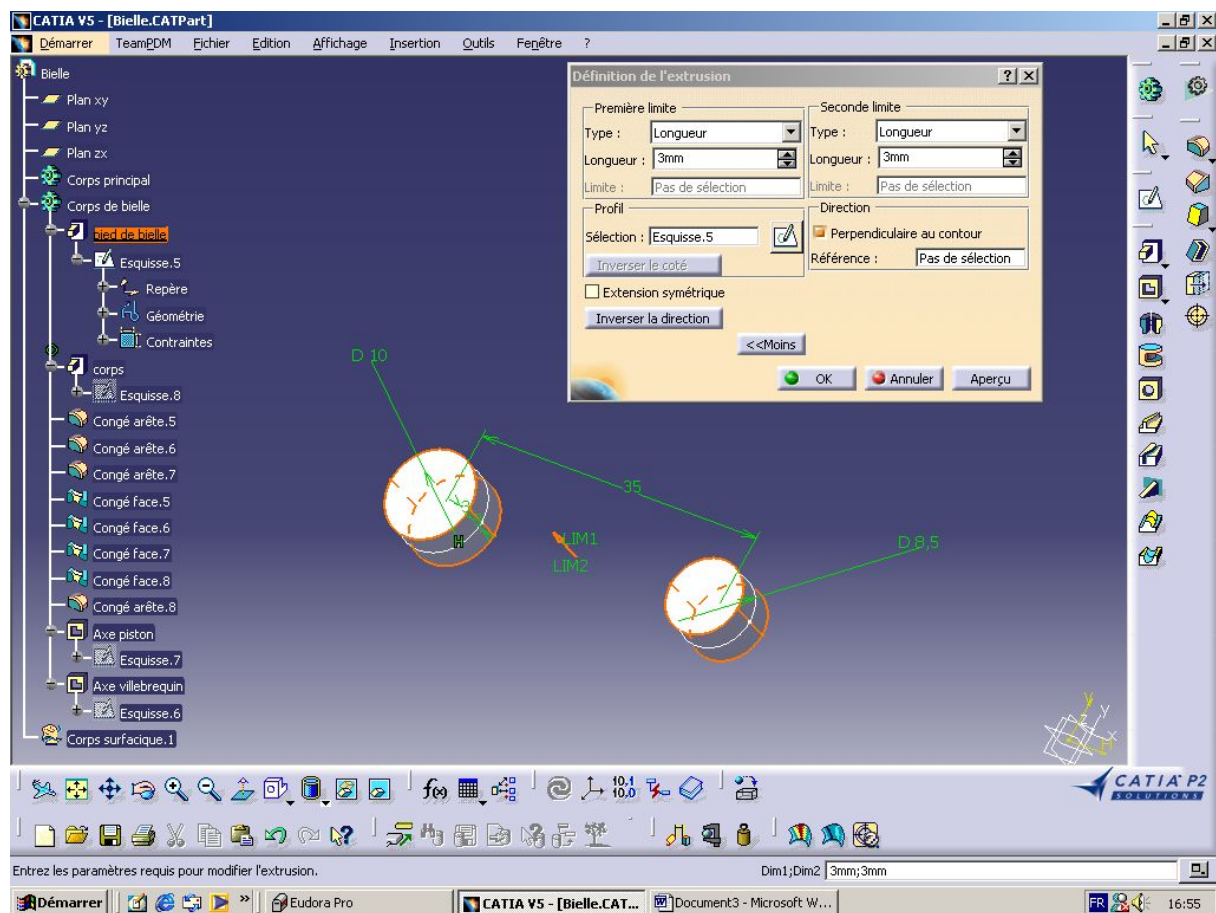 CATIA V5 - [Bielle.CATPart]
Démarrer TeamPDM Fichier Edition Affichage Insertion Outils Fenêtre ?
Bielle
Plan xy
Plan yz
Plan zx
Corps principal
Corps de bielle
pied de bielle
Esquisse.5
Repère
Géométrie
Contraintes
corps
Esquisse.8
Congé arête.5
Congé arête.6
Congé arête.7
Congé face.5
Congé face.6
Congé face.7
Congé face.8
Congé arête.8
Axe piston
Esquisse.7
Axe villebrequin
Esquisse.6
Corps surfacique.1
Définition de l'extrusion
Première limite
Type : Longueur
Longueur : 3mm
Limite : Pas de sélection
Seconde limite
Type : Longueur
Longueur : 3mm
Limite : Pas de sélection
Profil
Sélection : Esquisse.5
Inverser le coté
Direction
Perpendiculaire au contour
Référence : Pas de sélection
Extension symétrique
Inverser la direction
<<Moins
OK Annuler Aperçu
D 10
35
H
LIM1
LIM2
D 8,5
y
y
z
x
H
f(x)
10,1
10,0
CATIA P2
SOLUTIONS
Entrez les paramètres requis pour modifier l'extrusion.
Dim1;Dim2 3mm;3mm
Démarrer » Eudora Pro CATIA V5 - [Bielle.CAT... Document3 - Microsoft W... FR 16:55